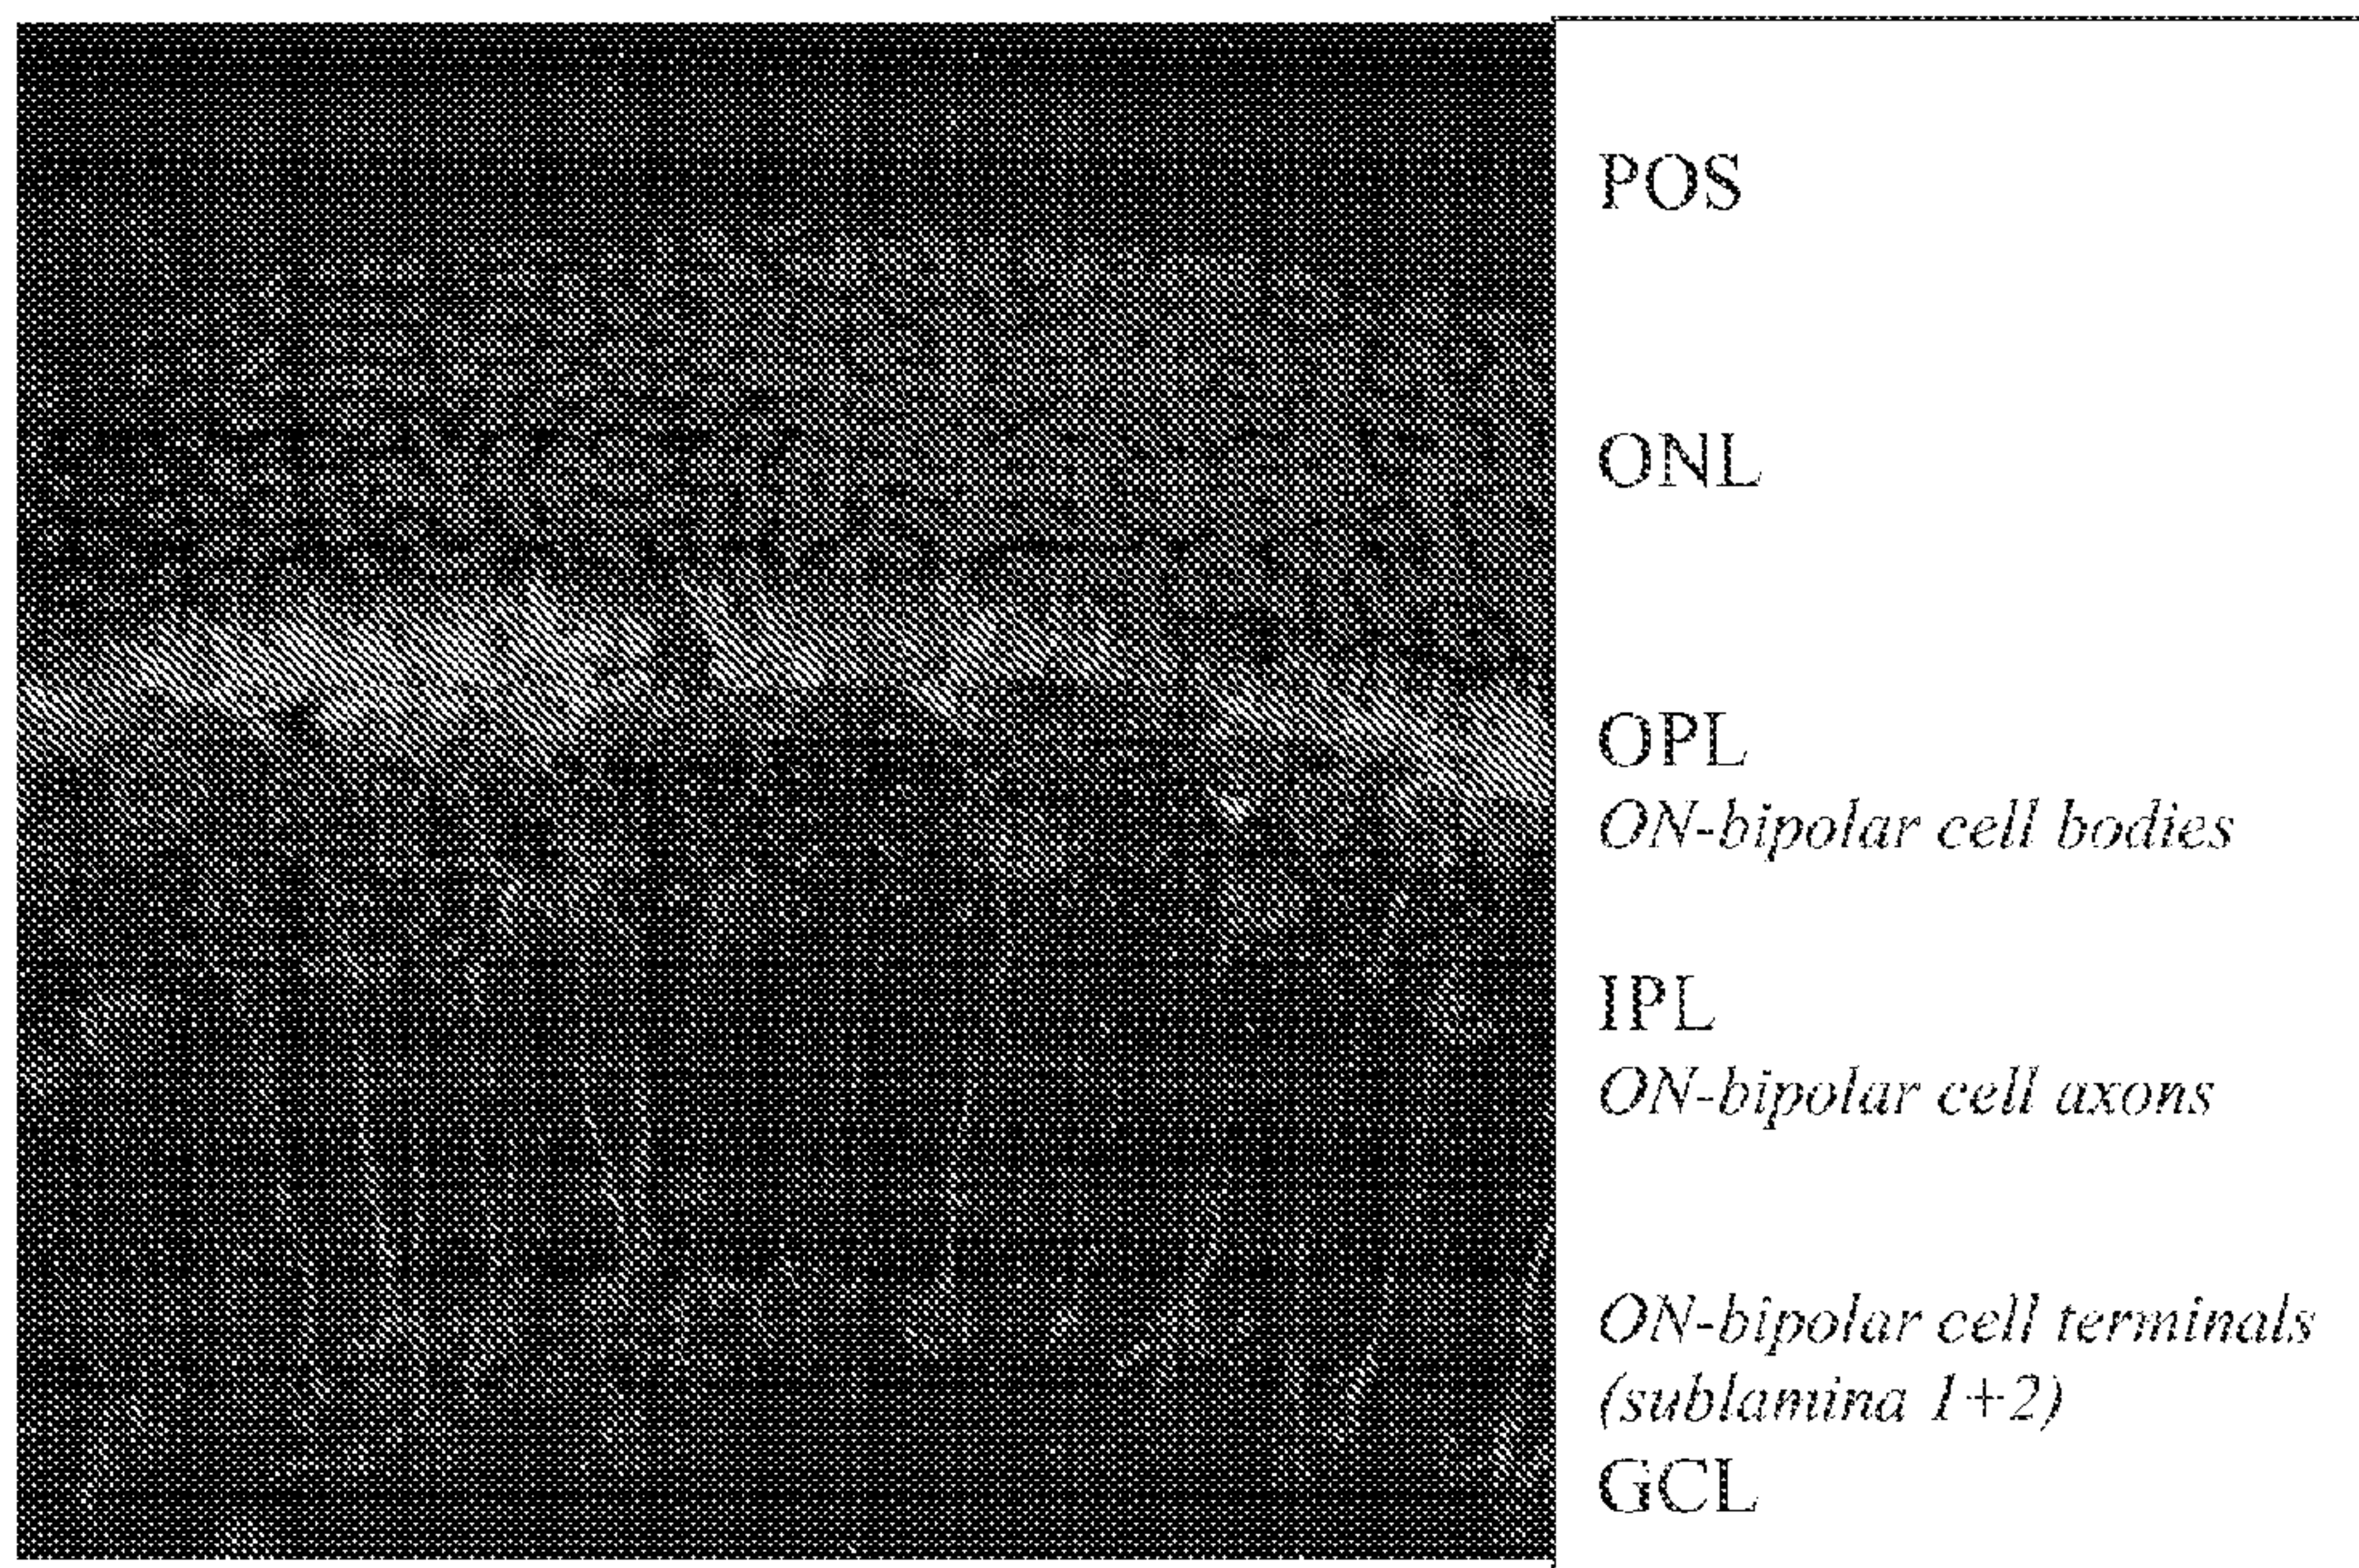 POS
ONL
OPL
ON-bipolar cell bodies
IPL
ON-bipolar cell axons
ON-bipolar cell terminals
(sublamina 1+2)
GCL